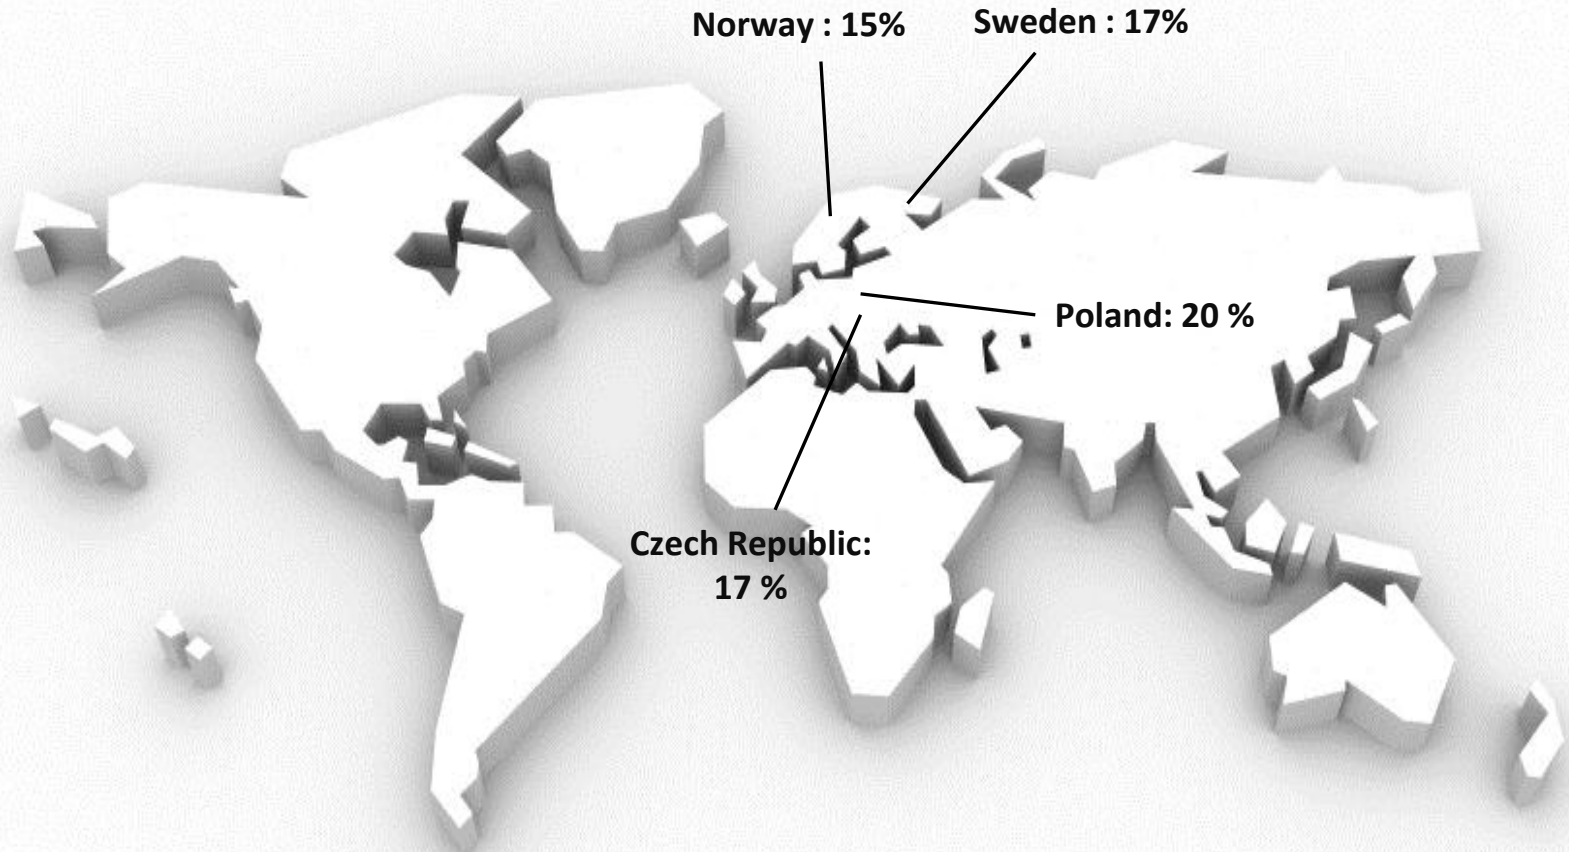 Norway : 15%
Sweden : 17%
Poland: 20 %
Czech Republic:
17 %